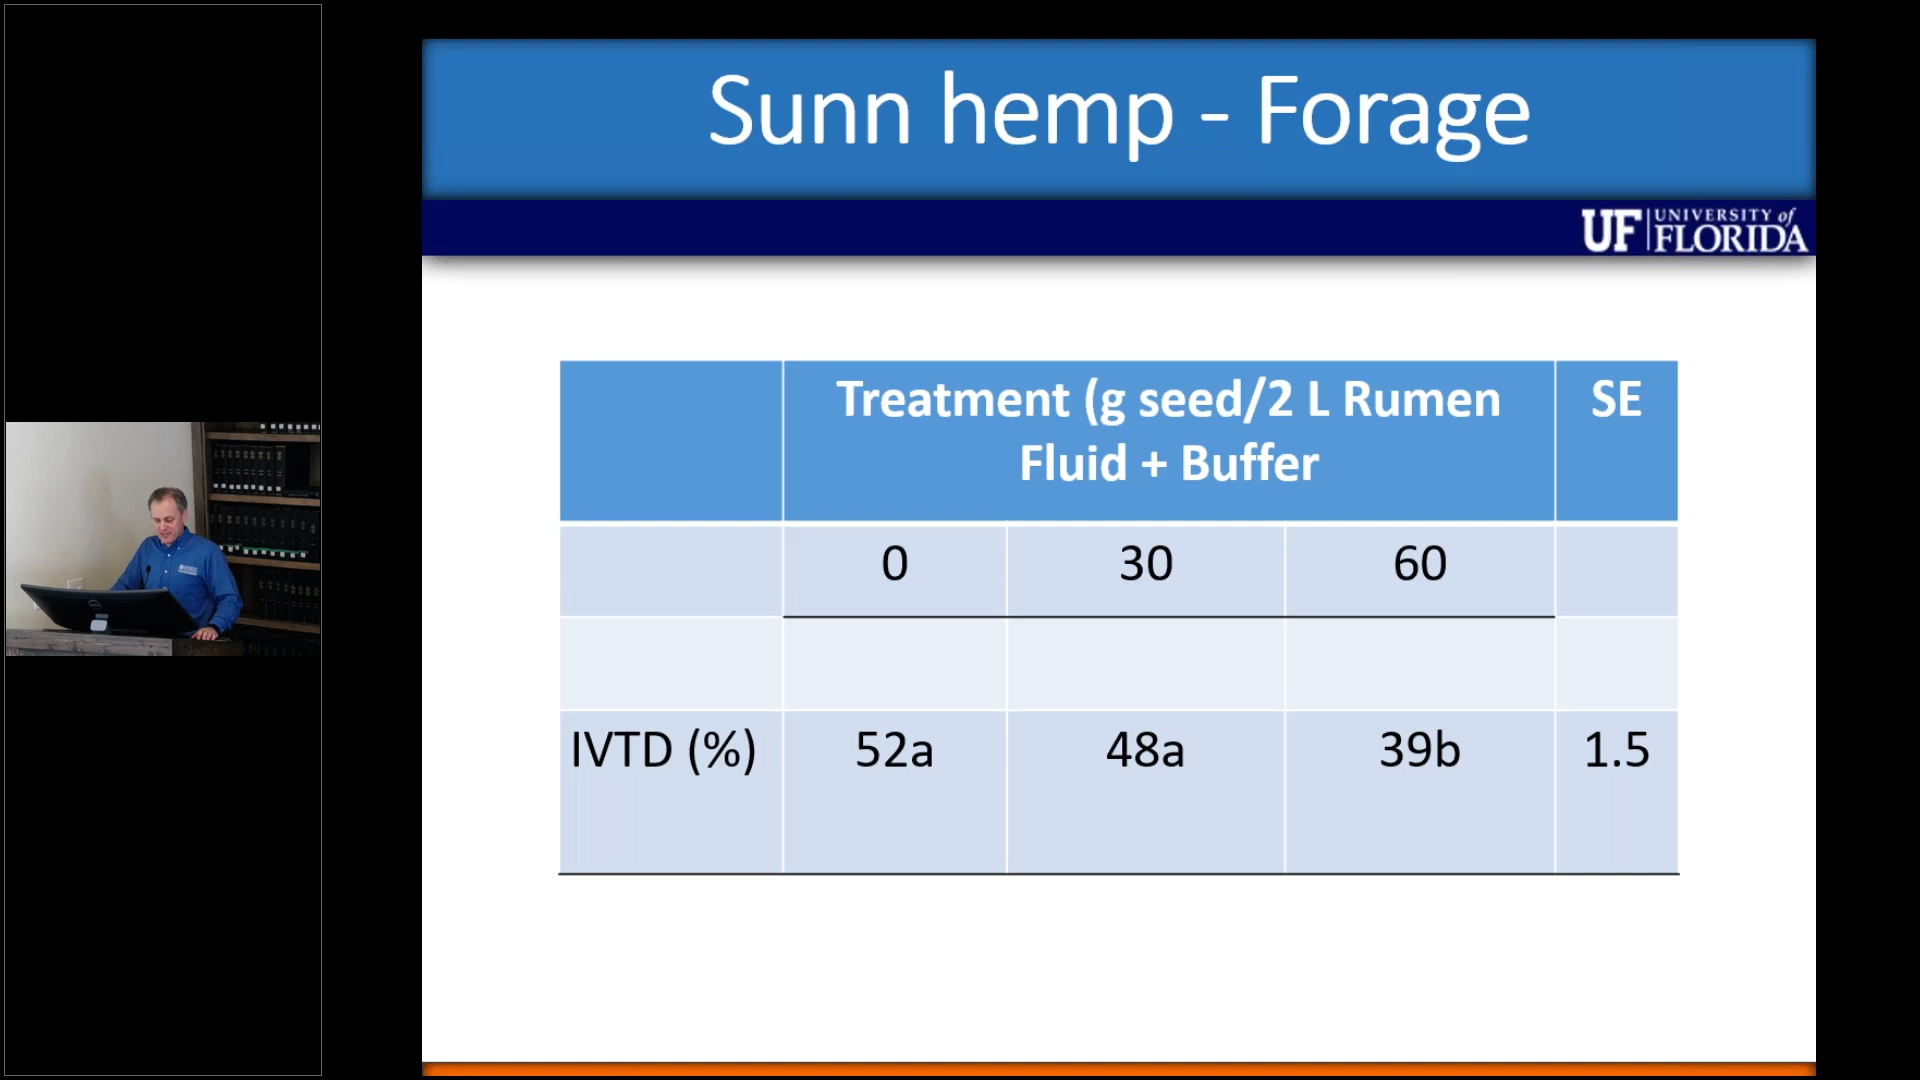 Sunn hemp - Forage
UF UNIVERSITY of
FLORIDA
Treatment (g seed/2 L Rumen
Fluid + Buffer
SE
0 30 60
IVTD (%) 52a 48a 39b 1.5